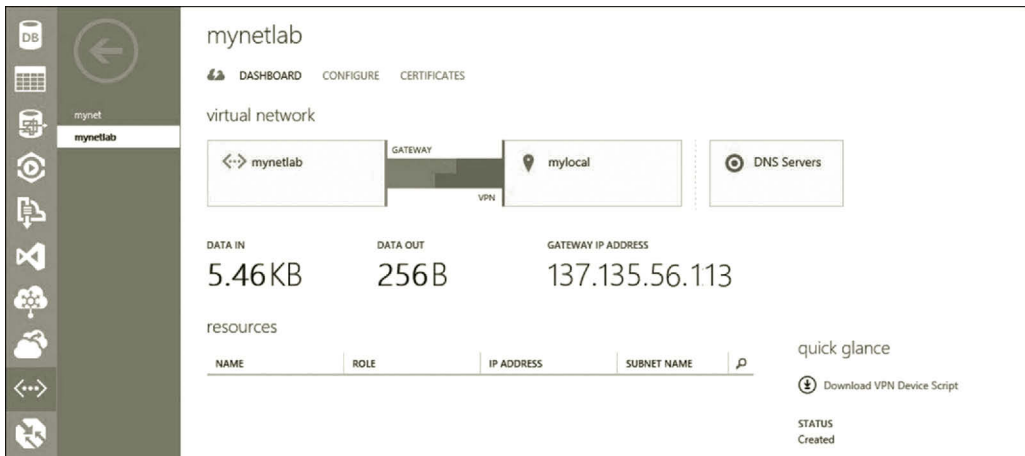 mynetlab
DASHBOARD CONFIGURE CERTIFICATES
DB
mynet
mynetlab
virtual network
GATEWAY
mynetlab
mylocal
DNS Servers
VPN
DATA IN DATA OUT GATEWAY IP ADDRESS
5.46KB 256B 137.135.56.113
resources
NAME ROLE IP ADDRESS SUBNET NAME
quick glance
Download VPN Device Script
STATUS
Created